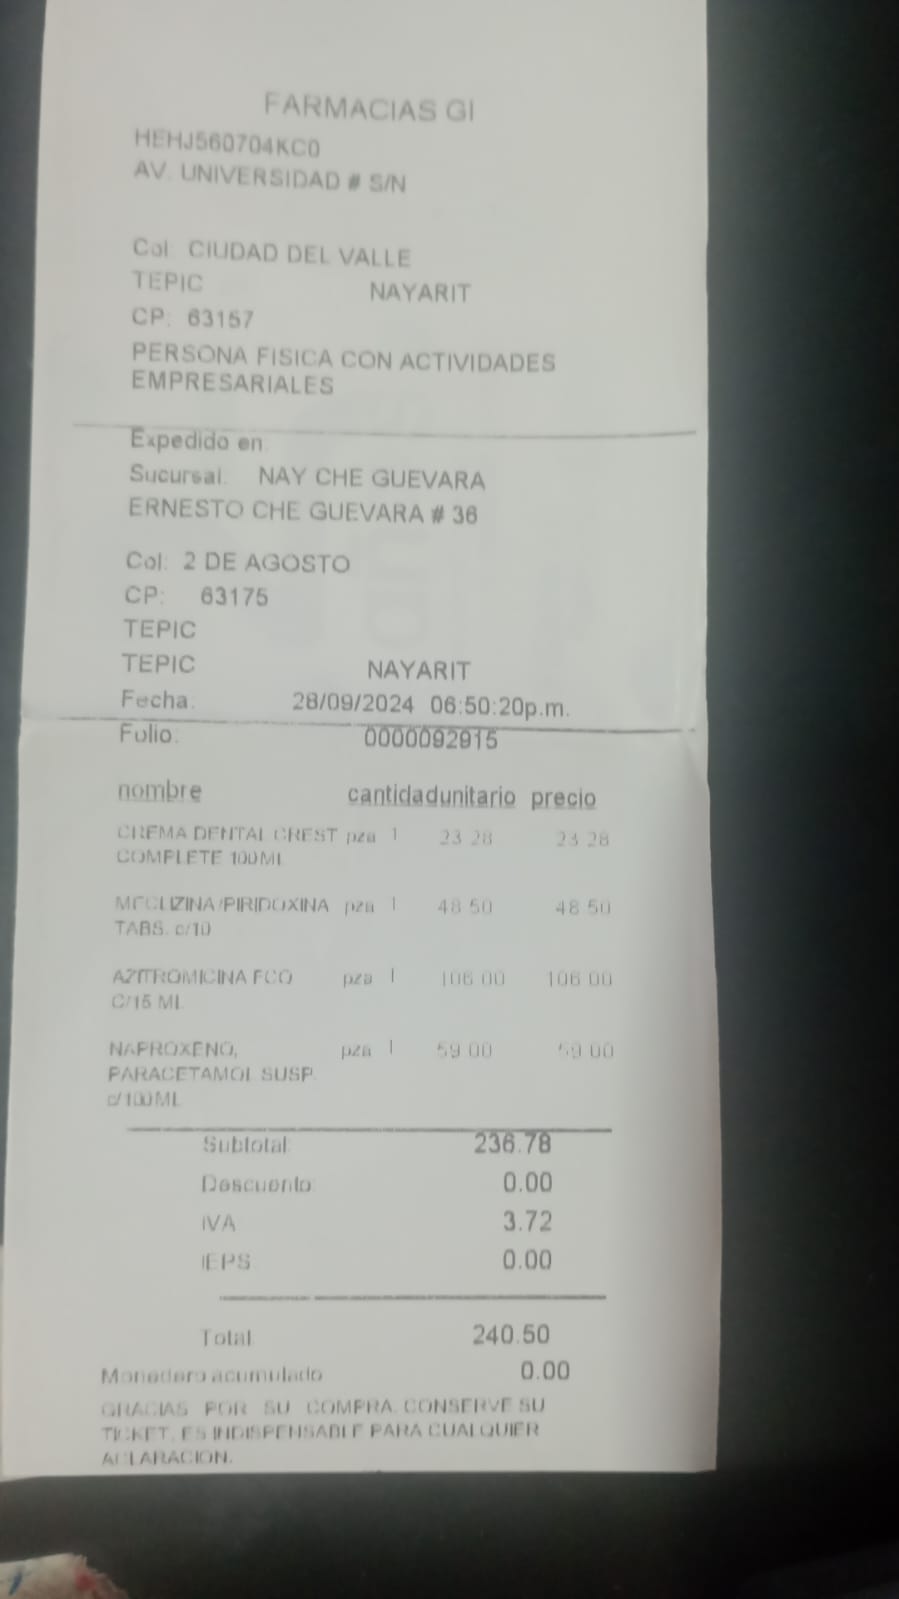 FARMACIAS GI
HEHJ560704KC0
AV. UNIVERSIDAD # S/N
Col: CIUDAD DEL VALLE
TEPIC NAYARIT
CP: 63157
PERSONA FISICA CON ACTIVIDADES
EMPRESARIALES
Expedido en:
Sucursal: NAY CHE GUEVARA
ERNESTO CHE GUEVARA # 36
Col: 2 DE AGOSTO
CP: 63175
TEPIC
TEPIC NAYARIT
Fecha: 28/09/2024 06:50:20p.m.
Folio: 0000092915
nombre cantidadunitario precio
CREMA DENTAL CREST pza 1 23.28 23.28
COMPLETE 100ML
MECLIZINA/PIRIDOXINA pza 1 48.50 48.50
TABS. c/10
AZITROMICINA FCO pza 1 106.00 106.00
C/15 ML
NAPROXENO, pza 1 59.00 59.00
PARACETAMOL SUSP.
c/100ML
Subtotal: 236.78
Descuento: 0.00
IVA 3.72
IEPS 0.00
Total 240.50
Monedero acumulado 0.00
GRACIAS POR SU COMPRA. CONSERVE SU
TICKET, ES INDISPENSABLE PARA CUALQUIER
ACLARACION.